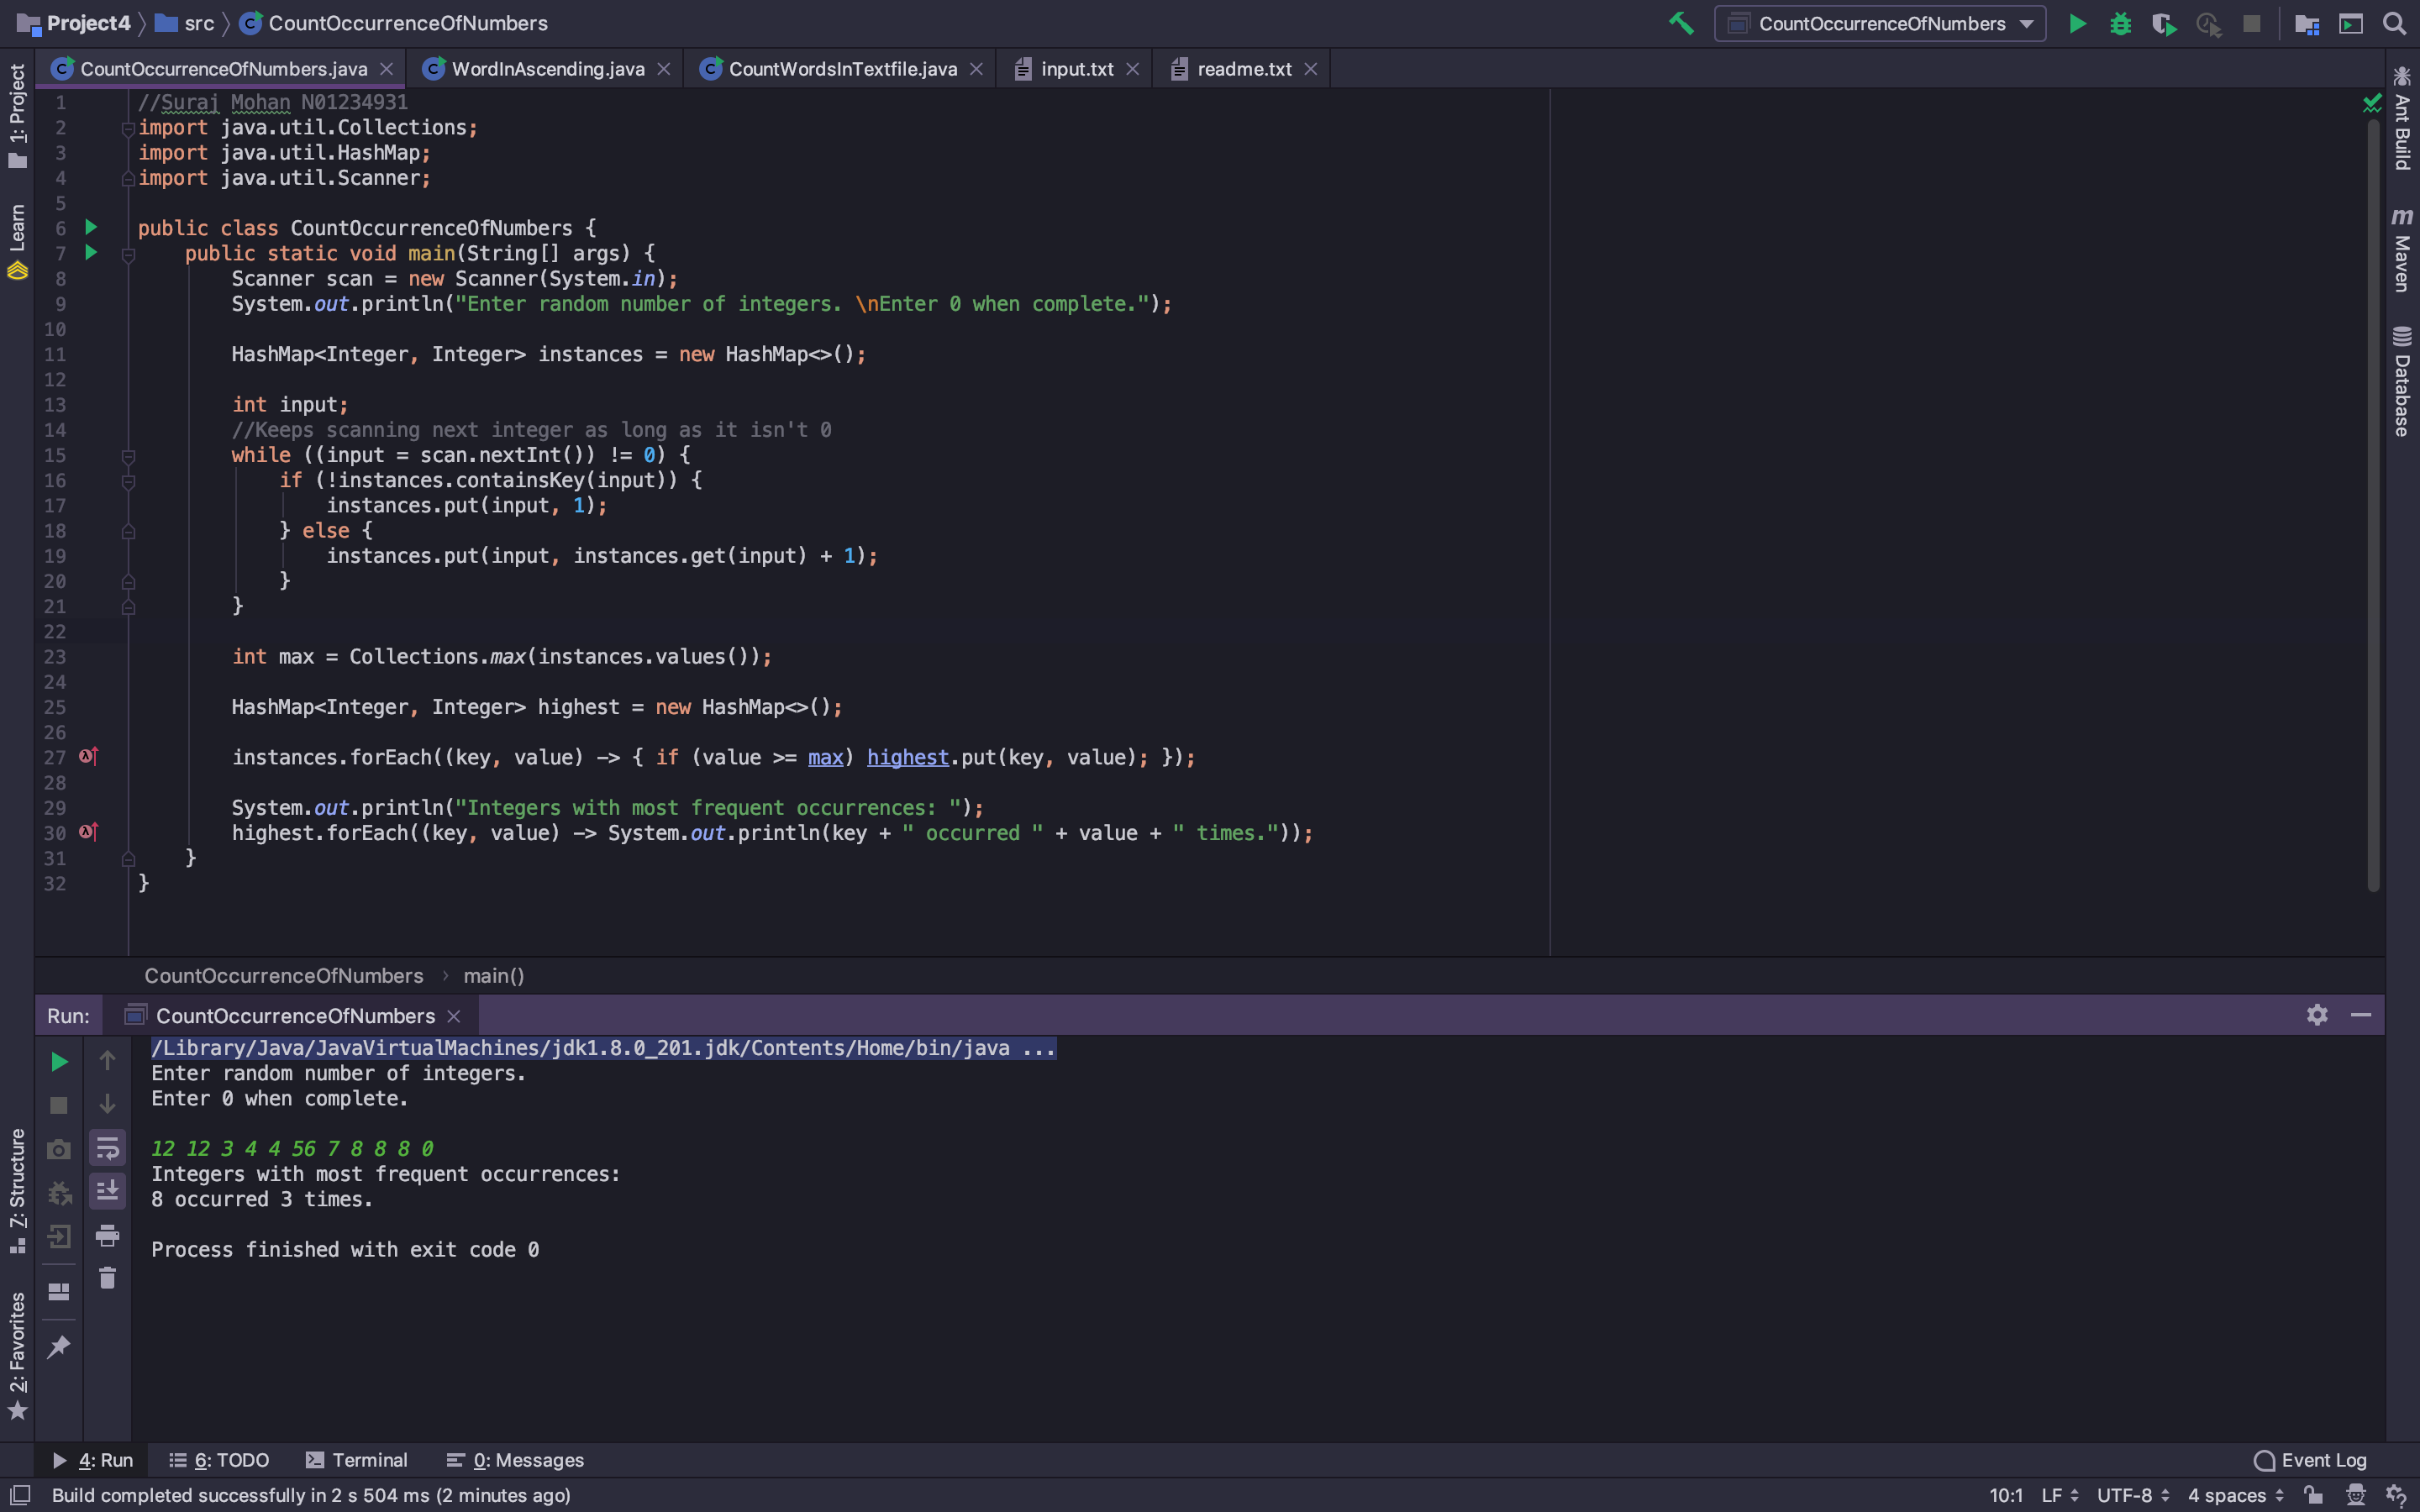 Project4 src CountOccurrenceOfNumbers CountOccurrenceOfNumbers
CountOccurrenceOfNumbers.java WordInAscending.java CountWordsInTextfile.java input.txt readme.txt
1: Project
Learn
7: Structure
2: Favorites
Ant Build
Maven
Database
1 //Suraj Mohan N01234931
2 import java.util.Collections;
3 import java.util.HashMap;
4 import java.util.Scanner;
5
6 public class CountOccurrenceOfNumbers {
7 public static void main(String[] args) {
8 Scanner scan = new Scanner(System.in);
9 System.out.println("Enter random number of integers. \nEnter 0 when complete.");
10
11 HashMap<Integer, Integer> instances = new HashMap<>();
12
13 int input;
14 //Keeps scanning next integer as long as it isn't 0
15 while ((input = scan.nextInt()) != 0) {
16 if (!instances.containsKey(input)) {
17 instances.put(input, 1);
18 } else {
19 instances.put(input, instances.get(input) + 1);
20 }
21 }
22
23 int max = Collections.max(instances.values());
24
25 HashMap<Integer, Integer> highest = new HashMap<>();
26
27 instances.forEach((key, value) -> { if (value >= max) highest.put(key, value); });
28
29 System.out.println("Integers with most frequent occurrences: ");
30 highest.forEach((key, value) -> System.out.println(key + " occurred " + value + " times."));
31 }
32 }
CountOccurrenceOfNumbers › main()
Run: CountOccurrenceOfNumbers
/Library/Java/JavaVirtualMachines/jdk1.8.0_201.jdk/Contents/Home/bin/java ...
Enter random number of integers.
Enter 0 when complete.
12 12 3 4 4 56 7 8 8 8 0
Integers with most frequent occurrences:
8 occurred 3 times.
Process finished with exit code 0
4: Run 6: TODO Terminal 0: Messages Event Log
Build completed successfully in 2 s 504 ms (2 minutes ago) 10:1 LF UTF-8 4 spaces